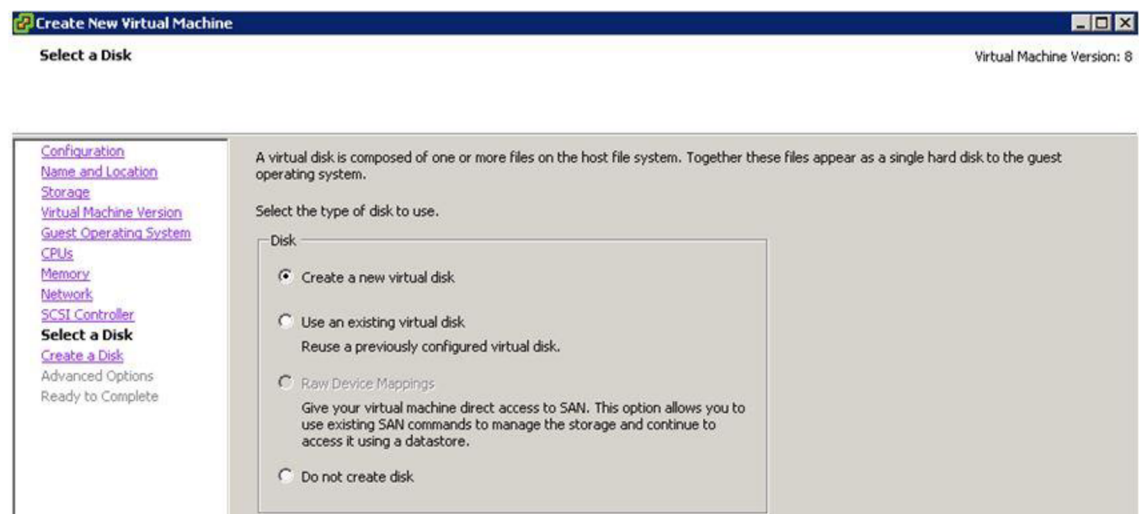 Create New Virtual Machine
Select a Disk
Virtual Machine Version: 8
Configuration
Name and Location
Storage
Virtual Machine Version
Guest Operating System
CPUs
Memory
Network
SCSI Controller
Select a Disk
Create a Disk
Advanced Options
Ready to Complete
A virtual disk is composed of one or more files on the host file system. Together these files appear as a single hard disk to the guest
operating system.
Select the type of disk to use.
Disk
Create a new virtual disk
Use an existing virtual disk
Reuse a previously configured virtual disk.
Raw Device Mappings
Give your virtual machine direct access to SAN. This option allows you to
use existing SAN commands to manage the storage and continue to
access it using a datastore.
Do not create disk